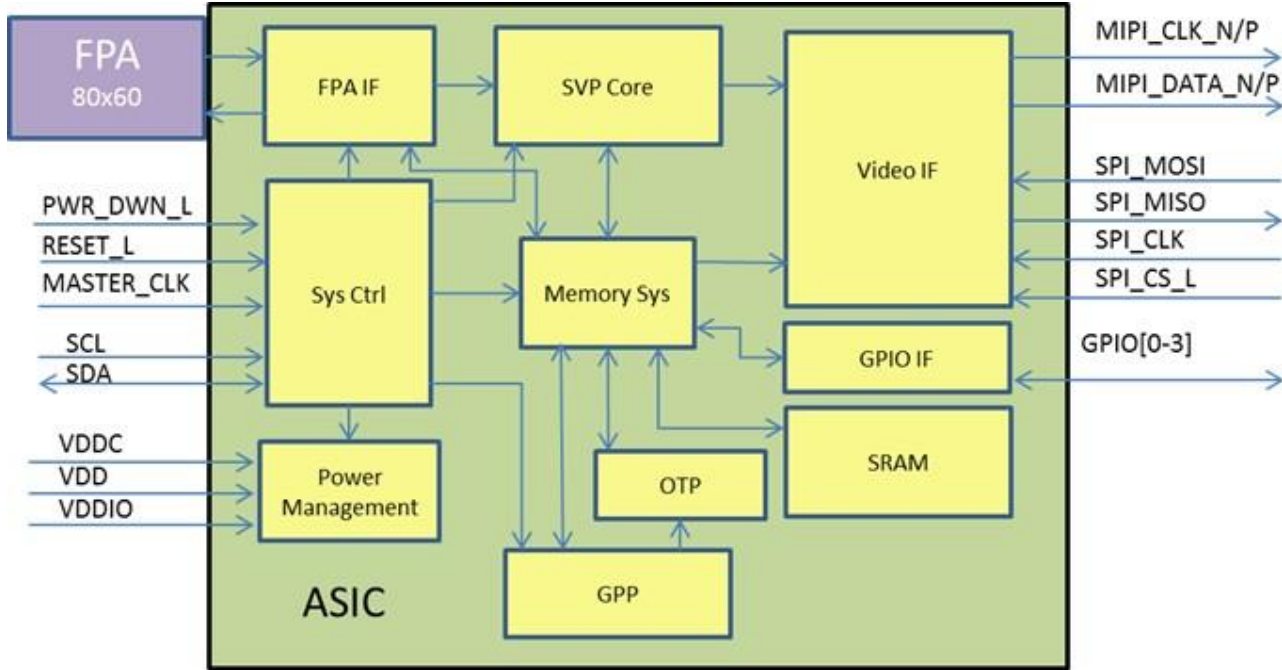 FPA
80x60
FPA IF
SVP Core
Video IF
MIPI_CLK_N/P
MIPI_DATA_N/P
SPI_MOSI
SPI_MISO
SPI_CLK
SPI_CS_L
PWR_DWN_L
RESET_L
MASTER_CLK
SCL
SDA
Sys Ctrl
Memory Sys
GPIO IF
GPIO[0-3]
VDDC
VDD
VDDIO
Power
Management
OTP
SRAM
GPP
ASIC